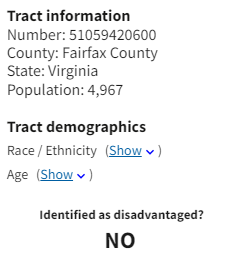 Tract information
Number: 51059420600
County: Fairfax County
State: Virginia
Population: 4,967
Tract demographics
Race / Ethnicity (Show ⌄ )
Age (Show ⌄ )
Identified as disadvantaged?
NO